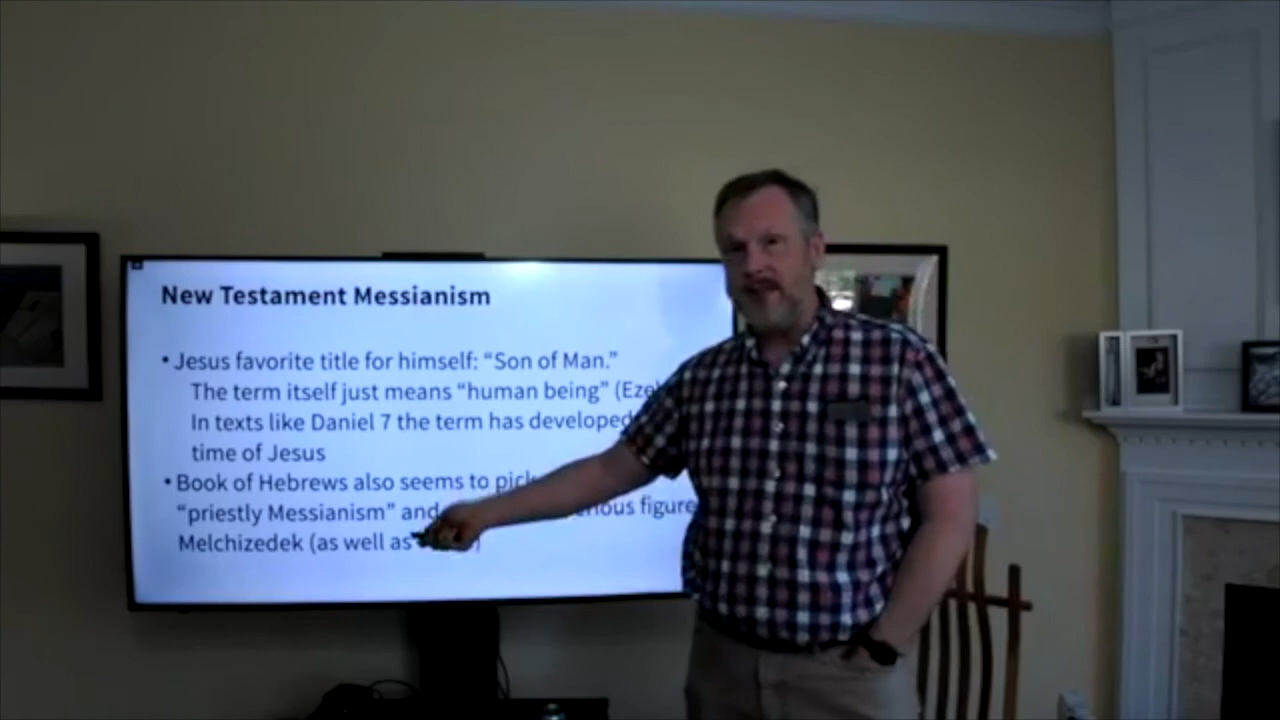 New Testament Messianism
• Jesus favorite title for himself: “Son of Man.”
The term itself just means “human being”
In texts like Daniel 7 the term has developed
time of Jesus
• Book of Hebrews also seems to pick
“priestly Messianism” and figure
Melchizedek (as well as